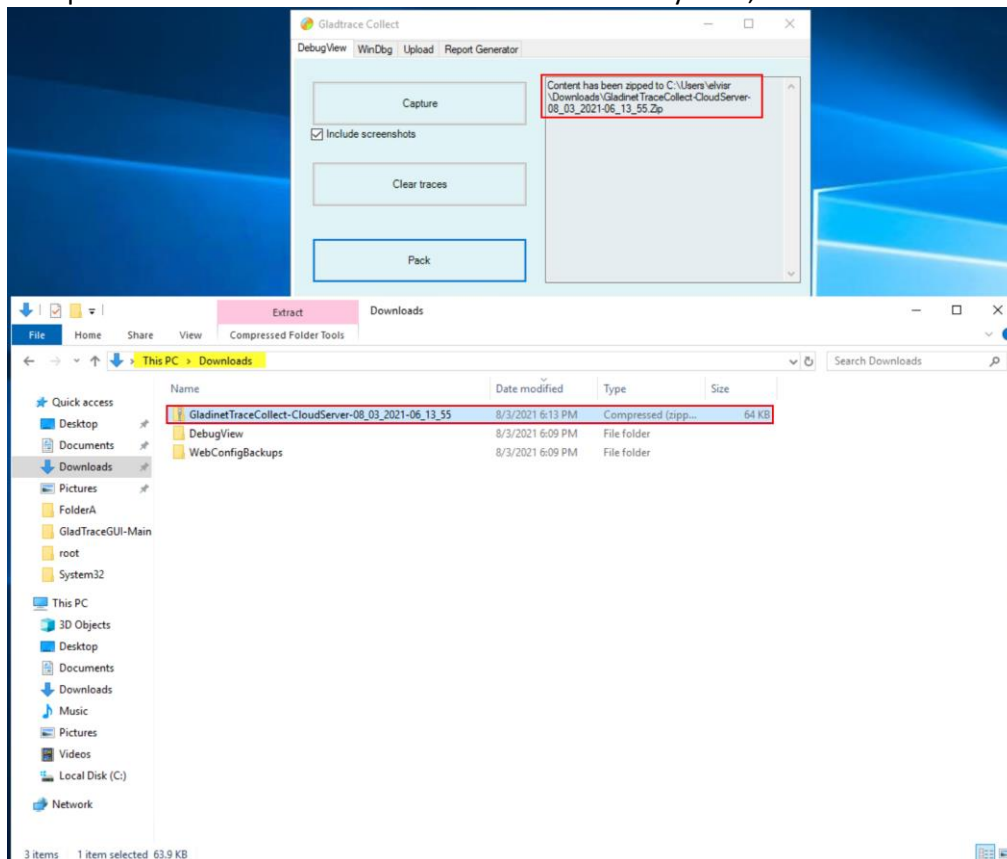 Gladtrace Collect
DebugView WinDbg Upload Report Generator
Capture
Include screenshots
Clear traces
Pack
Content has been zipped to C:\Users\elvisr
\Downloads\GladinetTraceCollect-CloudServer-
08_03_2021-06_13_55.Zip
Extract Downloads
File Home Share View Compressed Folder Tools
This PC > Downloads
Search Downloads
Name Date modified Type Size
GladinetTraceCollect-CloudServer-08_03_2021-06_13_55 8/3/2021 6:13 PM Compressed (zipp... 64 KB
DebugView 8/3/2021 6:09 PM File folder
WebConfigBackups 8/3/2021 6:09 PM File folder
Quick access
Desktop
Documents
Downloads
Pictures
FolderA
GladTraceGUI-Main
root
System32
This PC
3D Objects
Desktop
Documents
Downloads
Music
Pictures
Videos
Local Disk (C:)
Network
3 items 1 item selected 63.9 KB